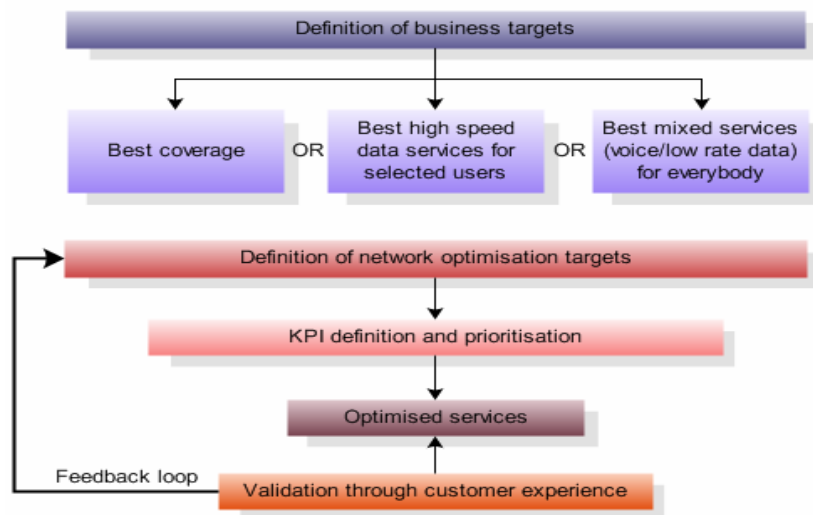 Definition of business targets
Best coverage
OR
Best high speed
data services for
selected users
OR
Best mixed services
(voice/low rate data)
for everybody
Definition of network optimisation targets
KPI definition and prioritisation
Optimised services
Feedback loop
Validation through customer experience